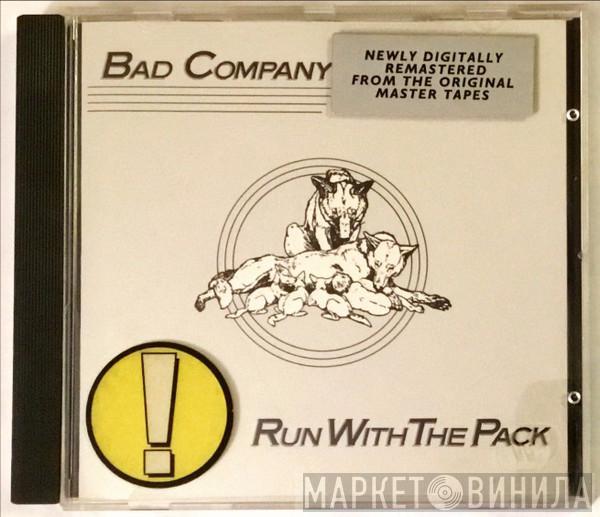 BAD COMPANY
NEWLY DIGITALLY
REMASTERED
FROM THE ORIGINAL
MASTER TAPES
!
RUN WITH THE PACK
МАРКЕТ ВИНИЛА